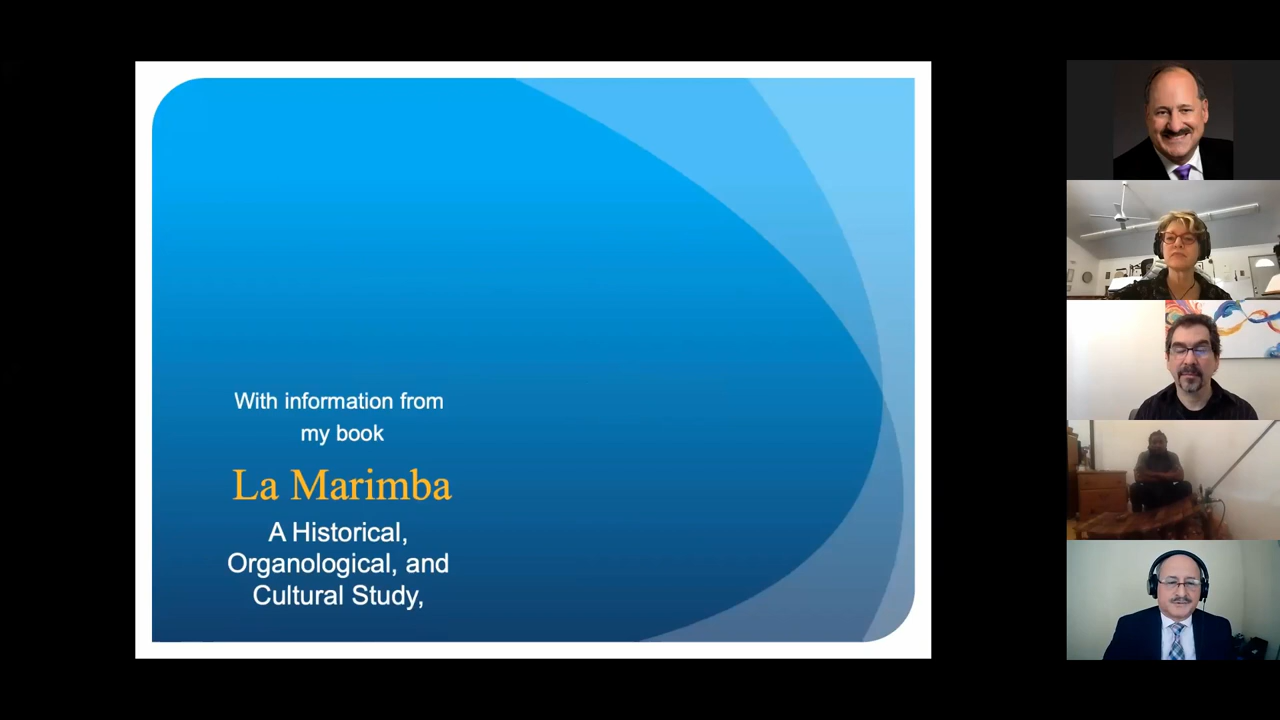 With information from
my book
La Marimba
A Historical,
Organological, and
Cultural Study,